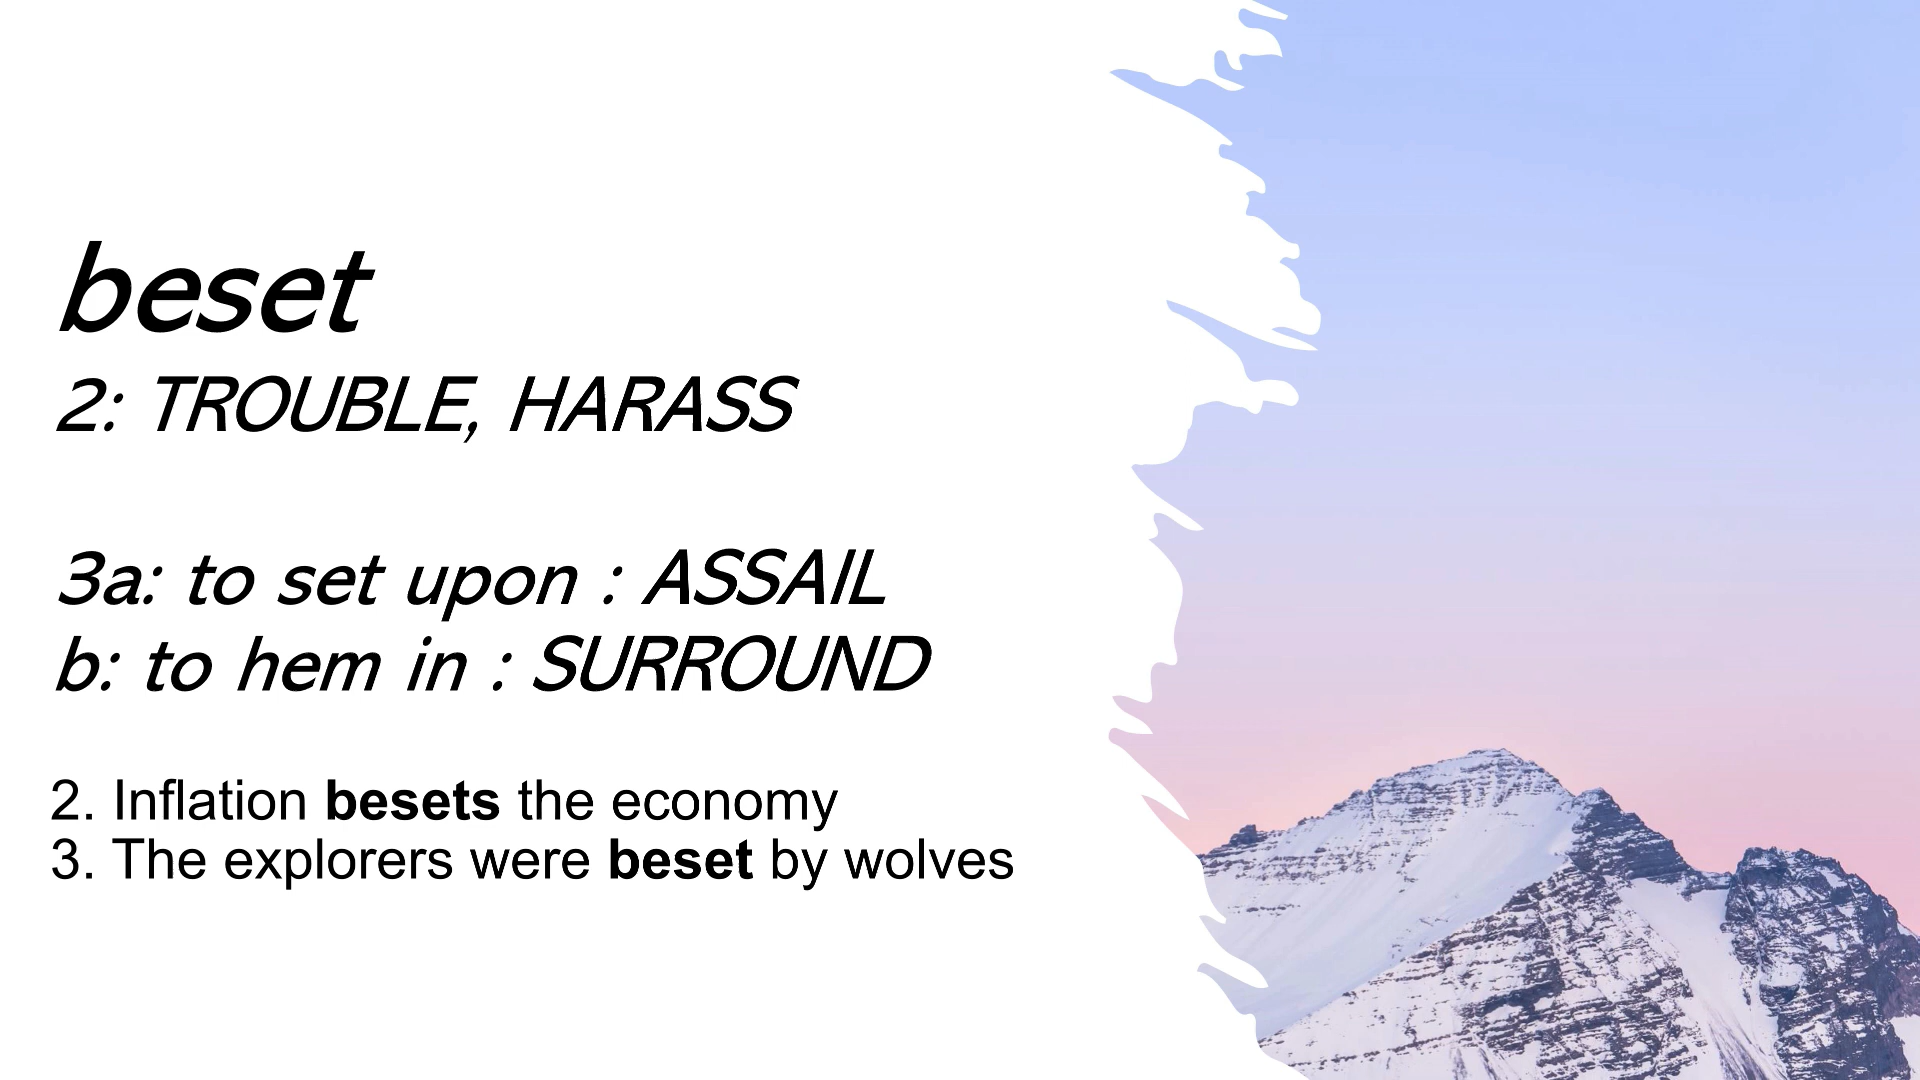 beset
2: TROUBLE, HARASS
3a: to set upon : ASSAIL
b: to hem in : SURROUND
2. Inflation besets the economy
3. The explorers were beset by wolves